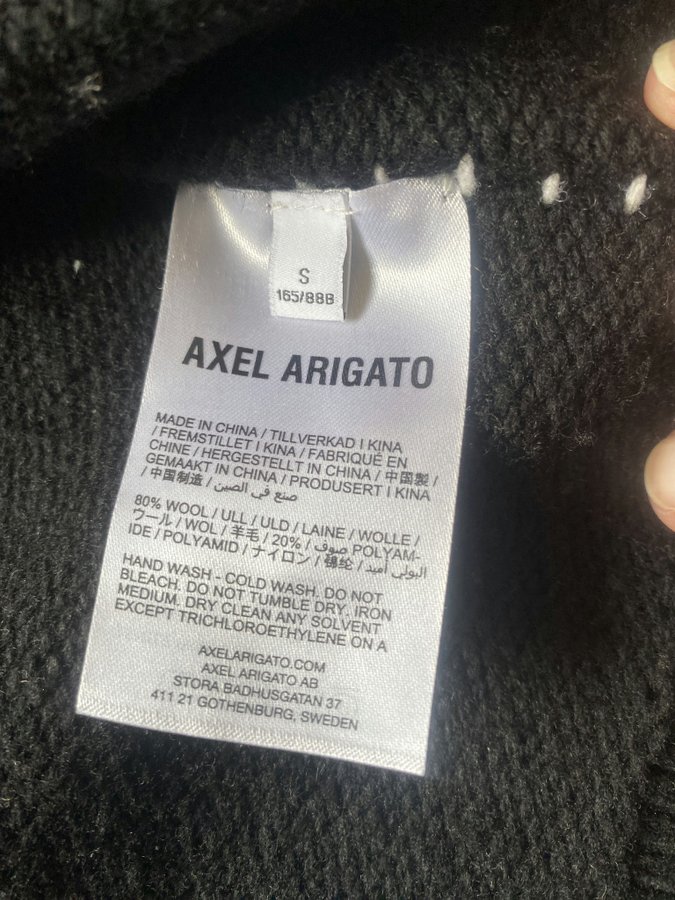 S
165/88B
AXEL ARIGATO
MADE IN CHINA / TILLVERKAD I KINA
/ FREMSTILLET I KINA / FABRIQUÉ EN
CHINE / HERGESTELLT IN CHINA / 中国製 /
GEMAAKT IN CHINA / PRODUSERT I KINA
/ 中国制造 / صنع في الصين /
80% WOOL / ULL / ULD / LAINE / WOLLE /
ウール / WOL / 羊毛 / صوف / 20% POLYAM-
IDE / POLYAMID / ナイロン / 锦纶 / البولي أميد
HAND WASH - COLD WASH. DO NOT
BLEACH. DO NOT TUMBLE DRY. IRON
MEDIUM. DRY CLEAN ANY SOLVENT
EXCEPT TRICHLOROETHYLENE ON A
AXELARIGATO.COM
AXEL ARIGATO AB
STORA BADHUSGATAN 37
411 21 GOTHENBURG, SWEDEN